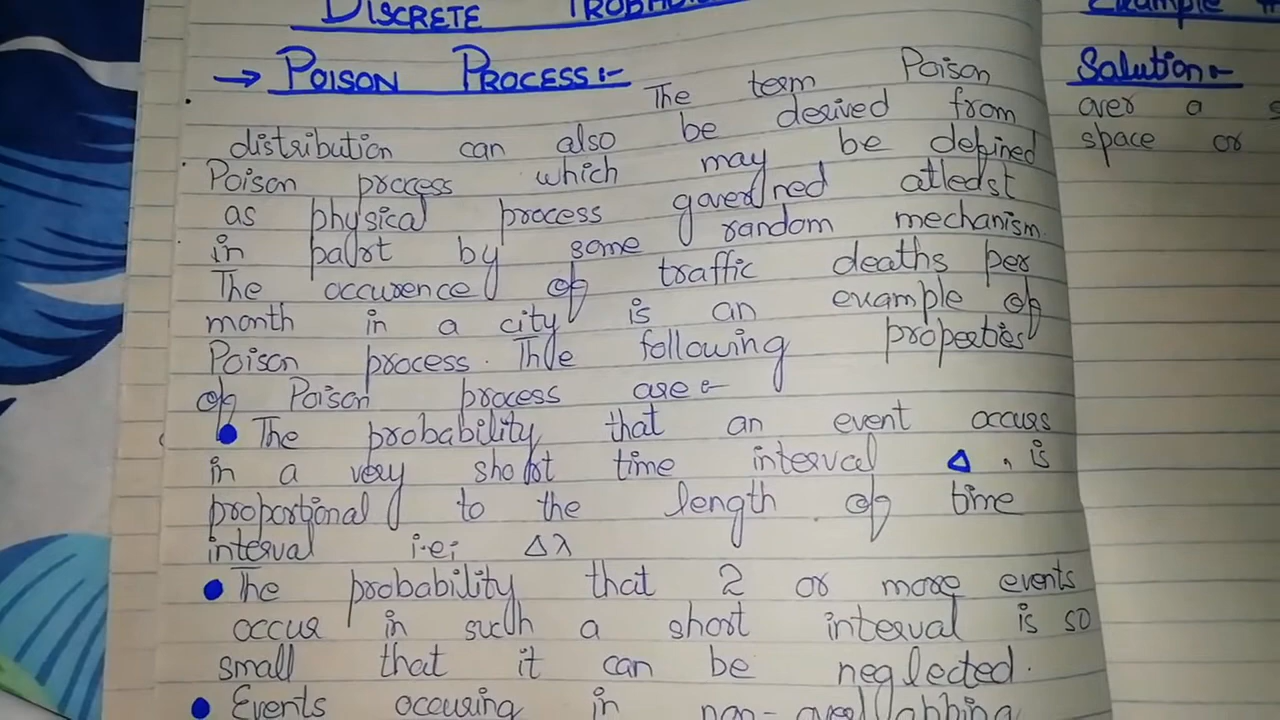 DISCRETE
→ POISON PROCESS:-
The term Poison
distribution can also be derived from
Poison process which may be defined
as physical process governed atleast
in part by some random mechanism.
The occurence of traffic deaths per
month in a city is an example of
Poison process. The following properties
of Poison process are:-
• The probability that an event occurs
in a very short time interval Δ, is
proportional to the length of time
interval i.e; Δλ
• The probability that 2 or more events
occur in such a short interval is so
small that it can be neglected.
• Events occuring in non-overlapping
Example #
Solution:-
over a
space or